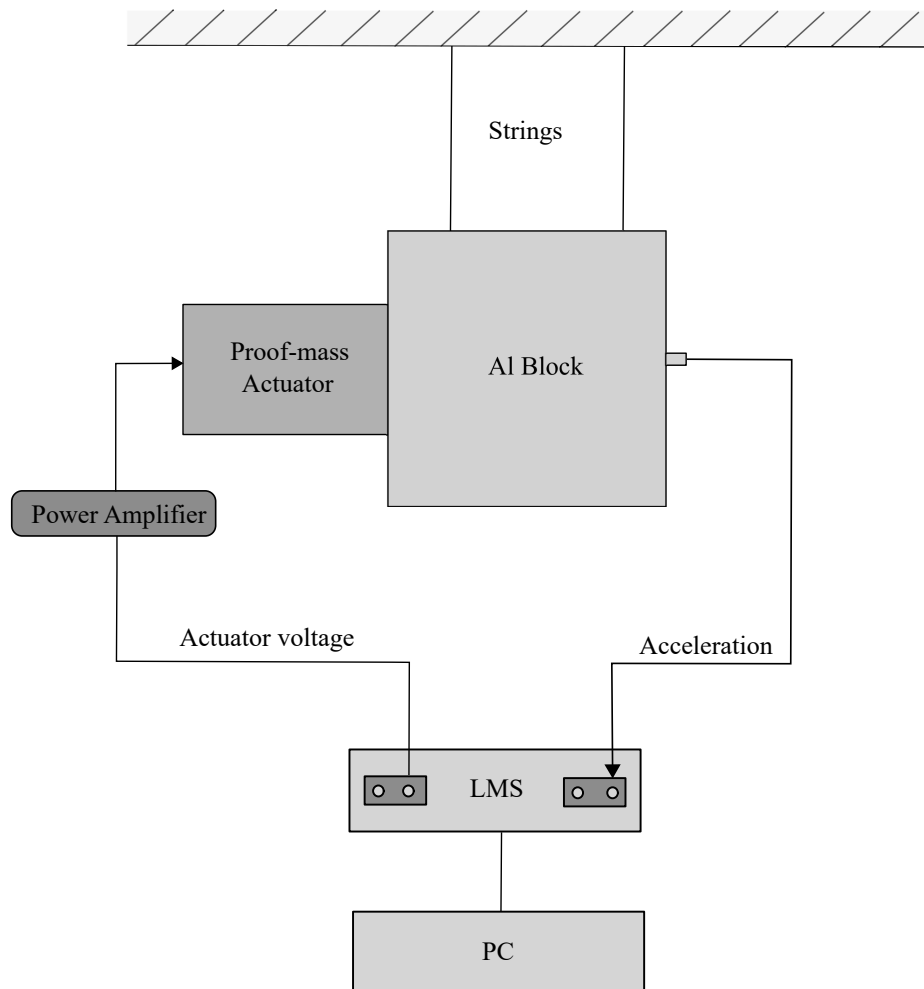 Strings
Proof-mass
Actuator
Al Block
Power Amplifier
Actuator voltage
Acceleration
LMS
PC